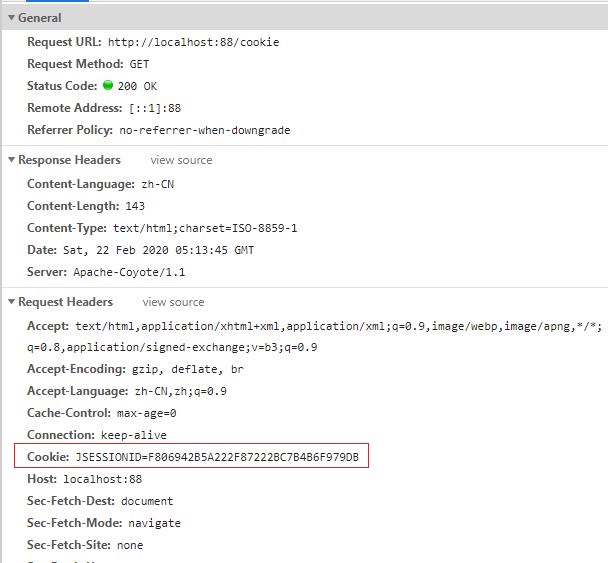 General
Request URL: http://localhost:88/cookie
Request Method: GET
Status Code: 200 OK
Remote Address: [::1]:88
Referrer Policy: no-referrer-when-downgrade
Response Headers view source
Content-Language: zh-CN
Content-Length: 143
Content-Type: text/html;charset=ISO-8859-1
Date: Sat, 22 Feb 2020 05:13:45 GMT
Server: Apache-Coyote/1.1
Request Headers view source
Accept: text/html,application/xhtml+xml,application/xml;q=0.9,image/webp,image/apng,*/*;
q=0.8,application/signed-exchange;v=b3;q=0.9
Accept-Encoding: gzip, deflate, br
Accept-Language: zh-CN,zh;q=0.9
Cache-Control: max-age=0
Connection: keep-alive
Cookie: JSESSIONID=F806942B5A222F87222BC7B4B6F979DB
Host: localhost:88
Sec-Fetch-Dest: document
Sec-Fetch-Mode: navigate
Sec-Fetch-Site: none